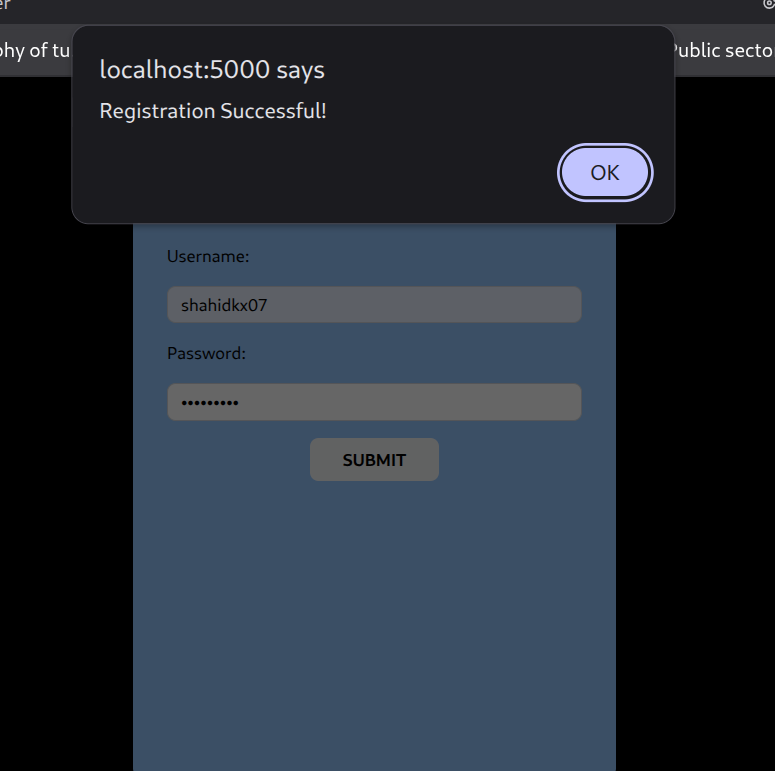 er
phy of tu
Public secto
localhost:5000 says
Registration Successful!
OK
Username:
shahidkx07
Password:
•••••••••
SUBMIT